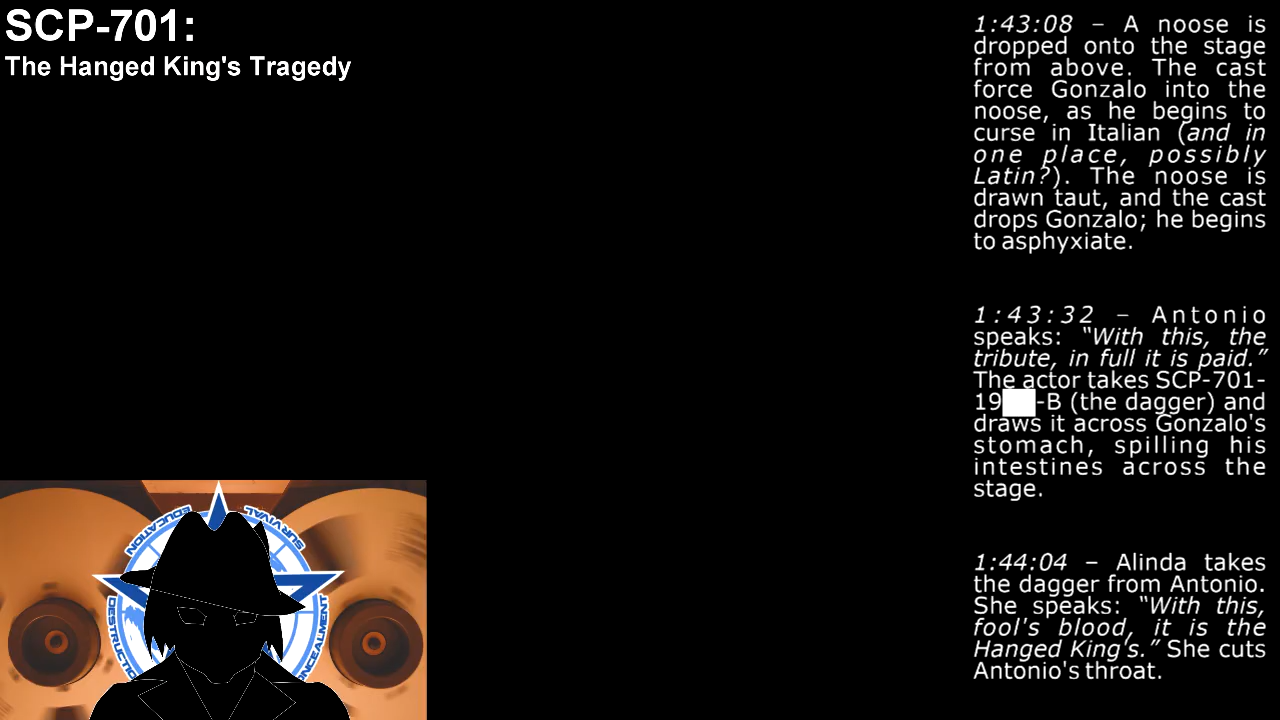 SCP-701:
The Hanged King's Tragedy
1:43:08 – A noose is
dropped onto the stage
from above. The cast
force Gonzalo into the
noose, as he begins to
curse in Italian (and in
one place, possibly
Latin?). The noose is
drawn taut, and the cast
drops Gonzalo; he begins
to asphyxiate.
1:43:32 – Antonio
speaks: “With this, the
tribute, in full it is paid.”
The actor takes SCP-701-
19██-B (the dagger) and
draws it across Gonzalo's
stomach, spilling his
intestines across the
stage.
1:44:04 – Alinda takes
the dagger from Antonio.
She speaks: “With this,
fool's blood, it is the
Hanged King's.” She cuts
Antonio's throat.
EDUCATION
SURVIVAL